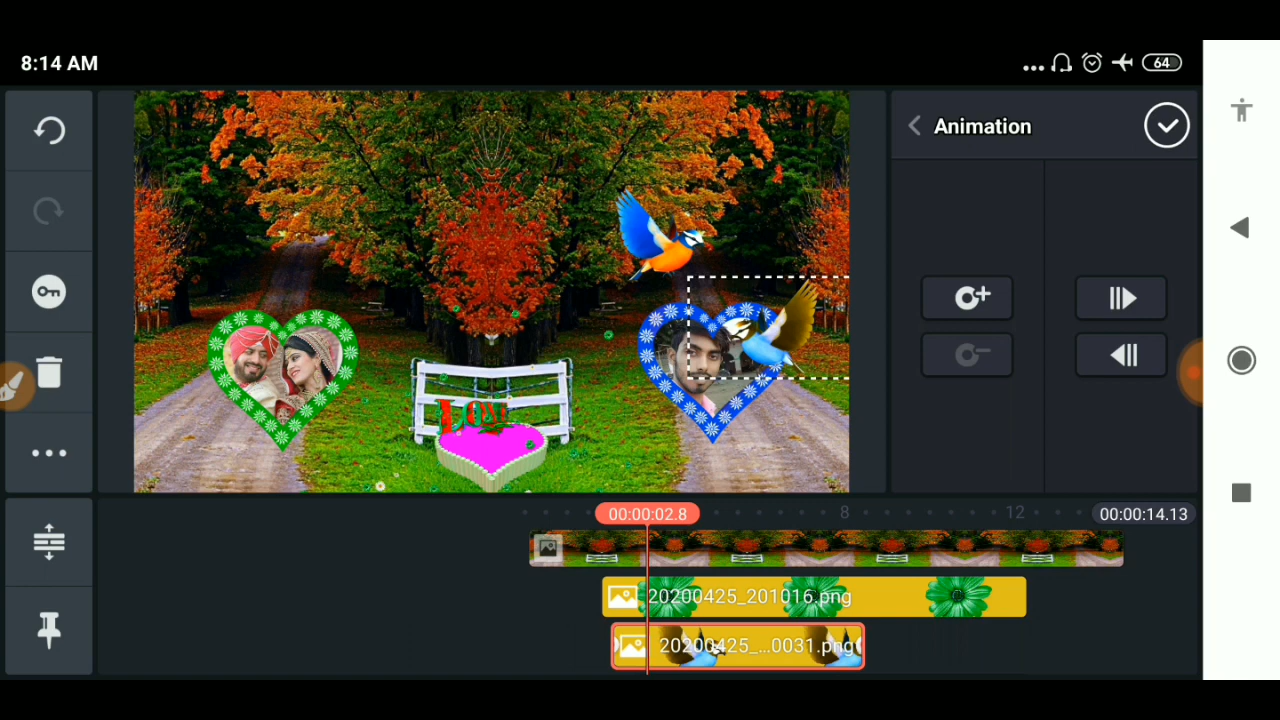 8:14 AM
64
Animation
Love
00:00:02.8
8
12
00:00:14.13
20200425_201016.png
20200425_...0031.png